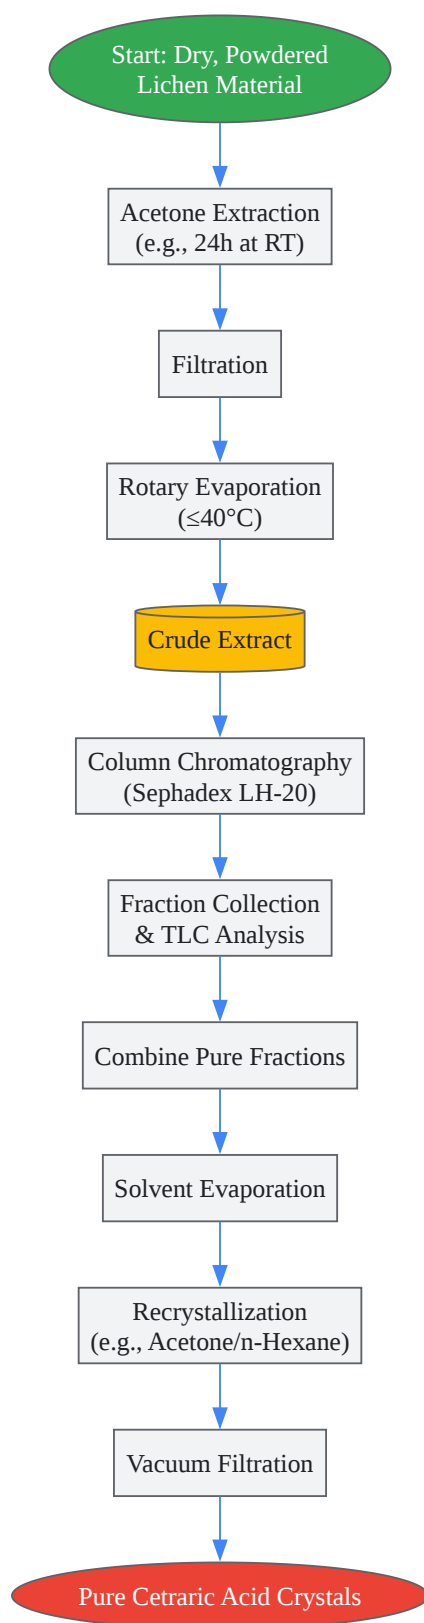 Start: Dry, Powdered
Lichen Material
Acetone Extraction
(e.g., 24h at RT)
Filtration
Rotary Evaporation
(≤40°C)
Crude Extract
Column Chromatography
(Sephadex LH-20)
Fraction Collection
& TLC Analysis
Combine Pure Fractions
Solvent Evaporation
Recrystallization
(e.g., Acetone/n-Hexane)
Vacuum Filtration
Pure Cetraric Acid Crystals